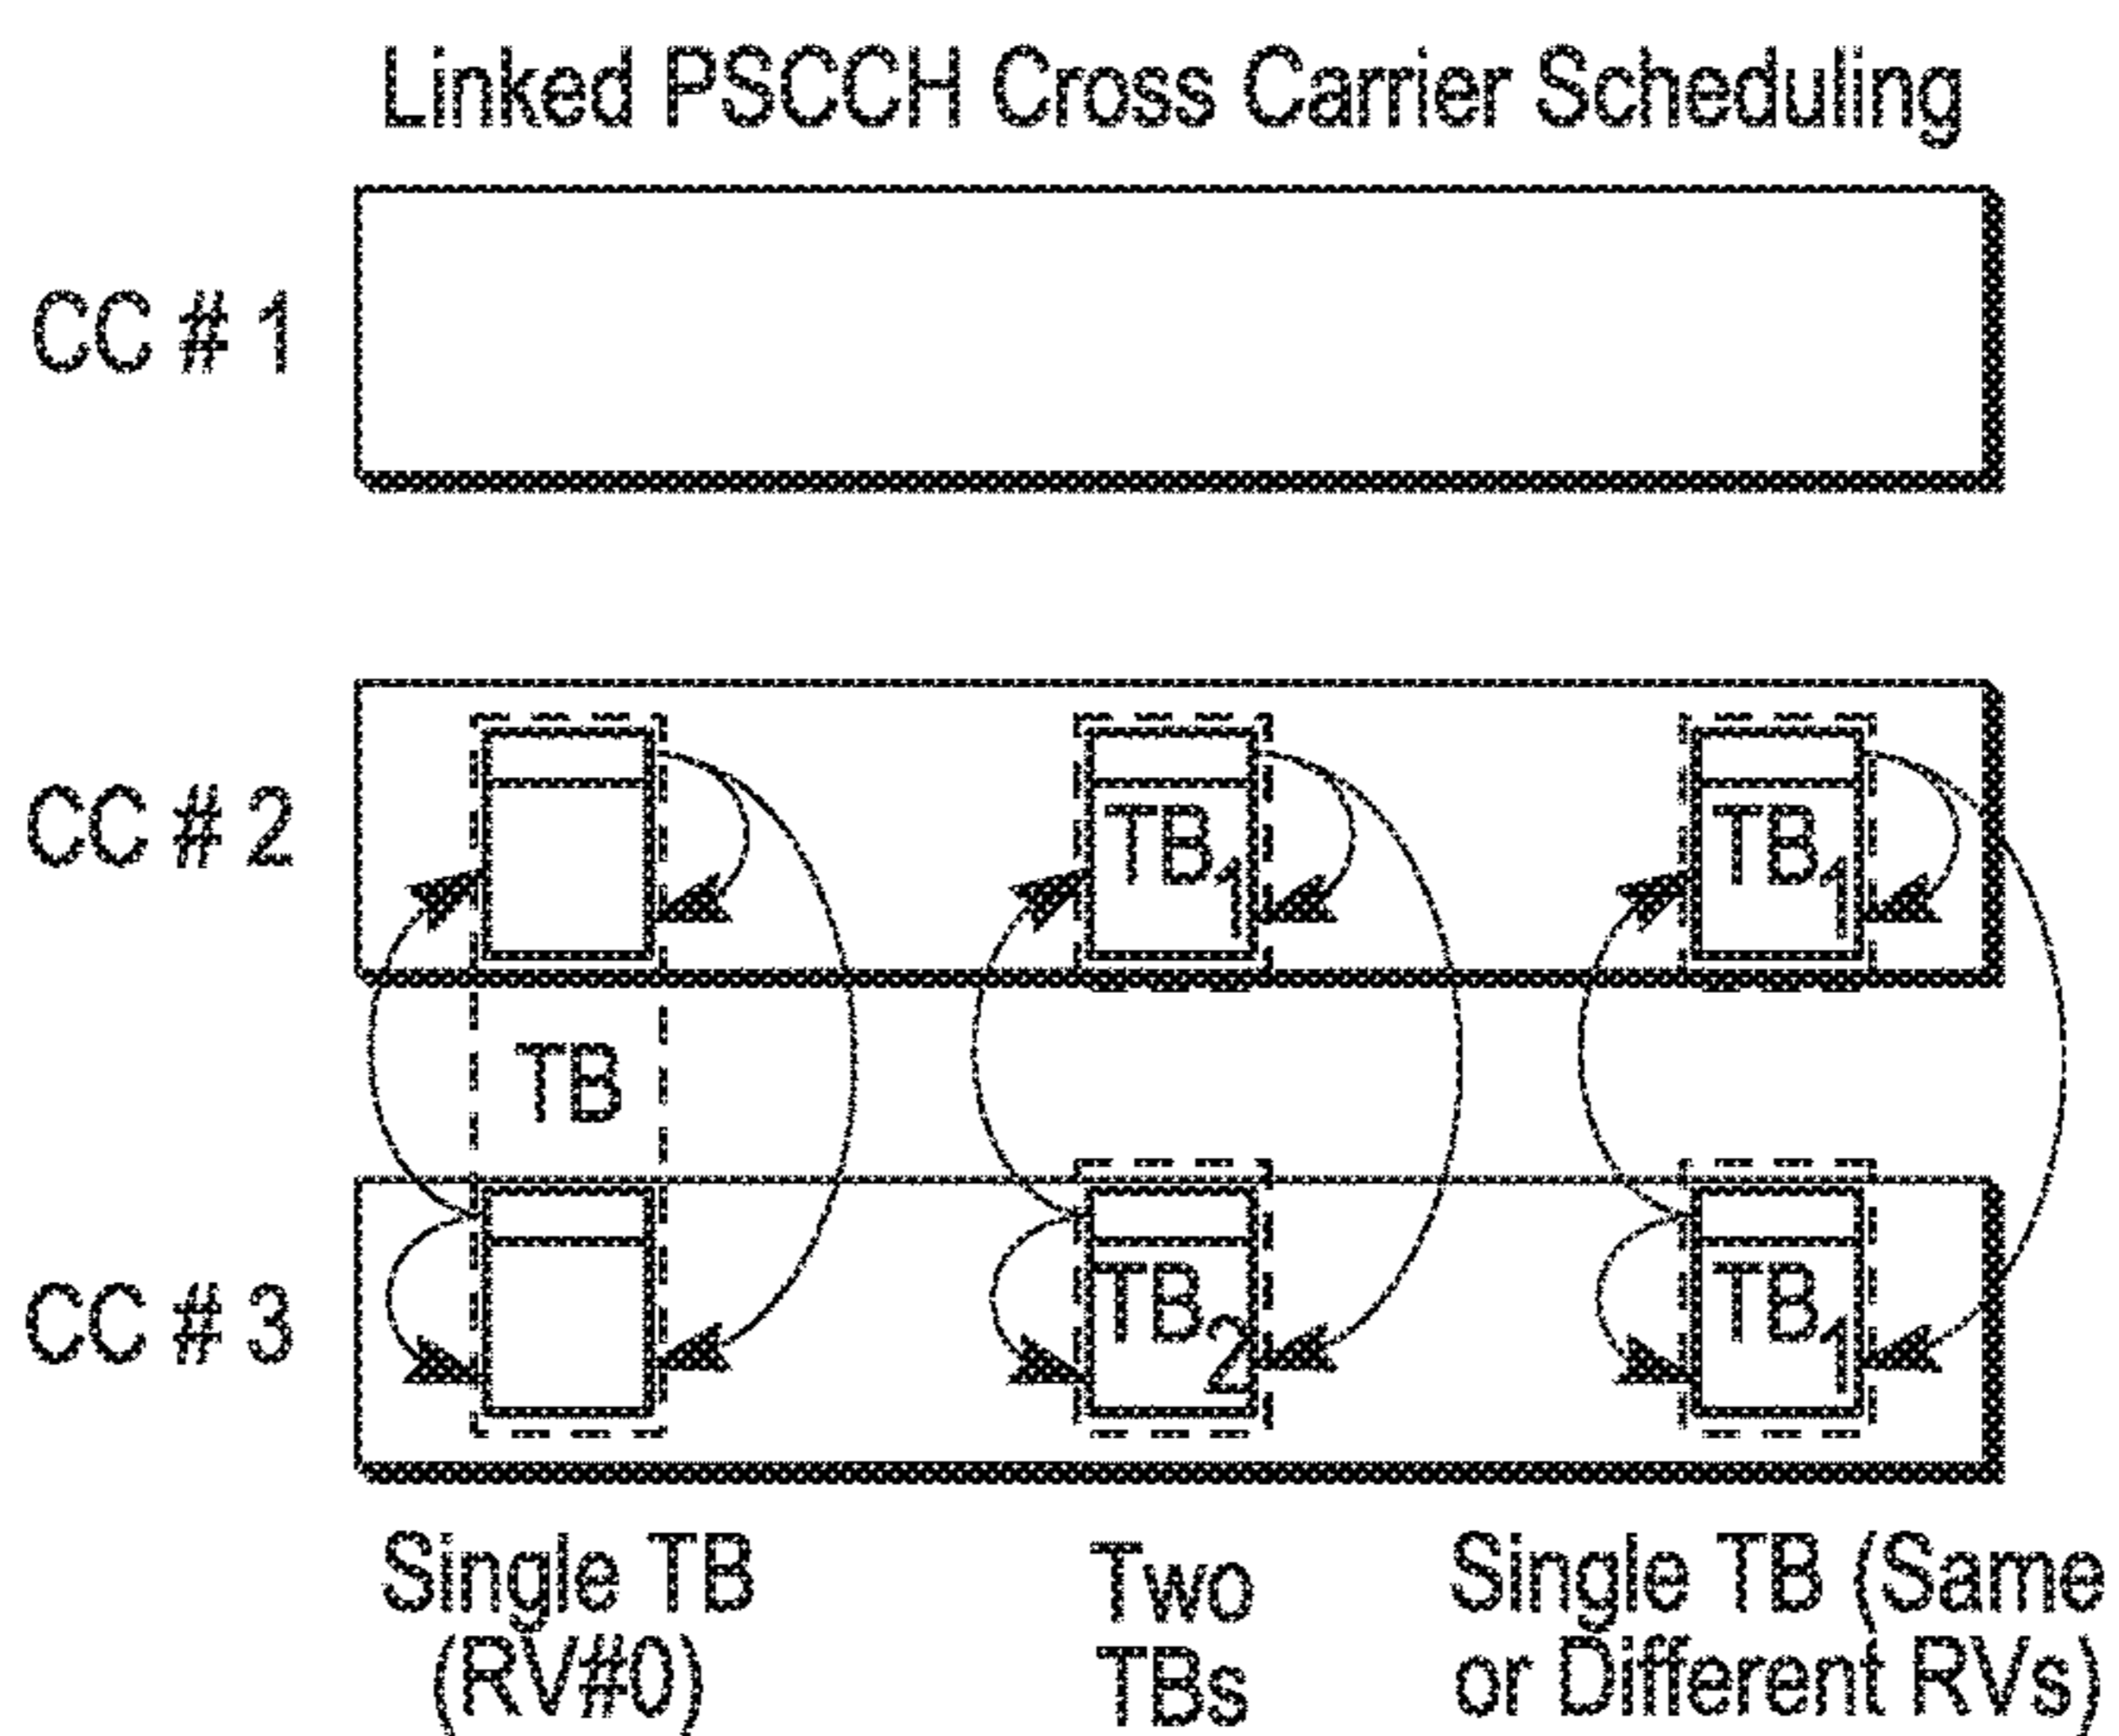 Linked PSCCH Cross Carrier Scheduling
CC # 1
CC # 2
TB1
TB1
TB
CC # 3
TB2
TB1
Single TB
(RV#0)
Two
TBs
Single TB (Same
or Different RVs)